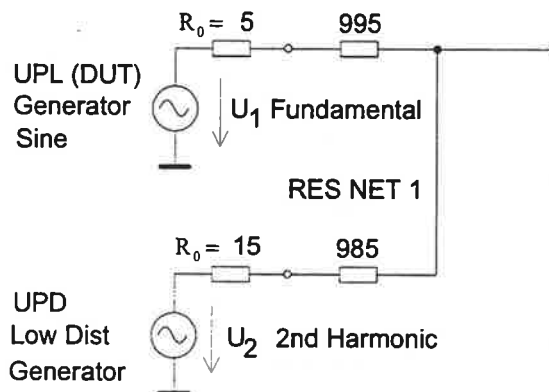 R₀ = 5
995
UPL (DUT)
Generator
Sine
U₁ Fundamental
RES NET 1
R₀ = 15
985
UPD
Low Dist
Generator
U₂ 2nd Harmonic